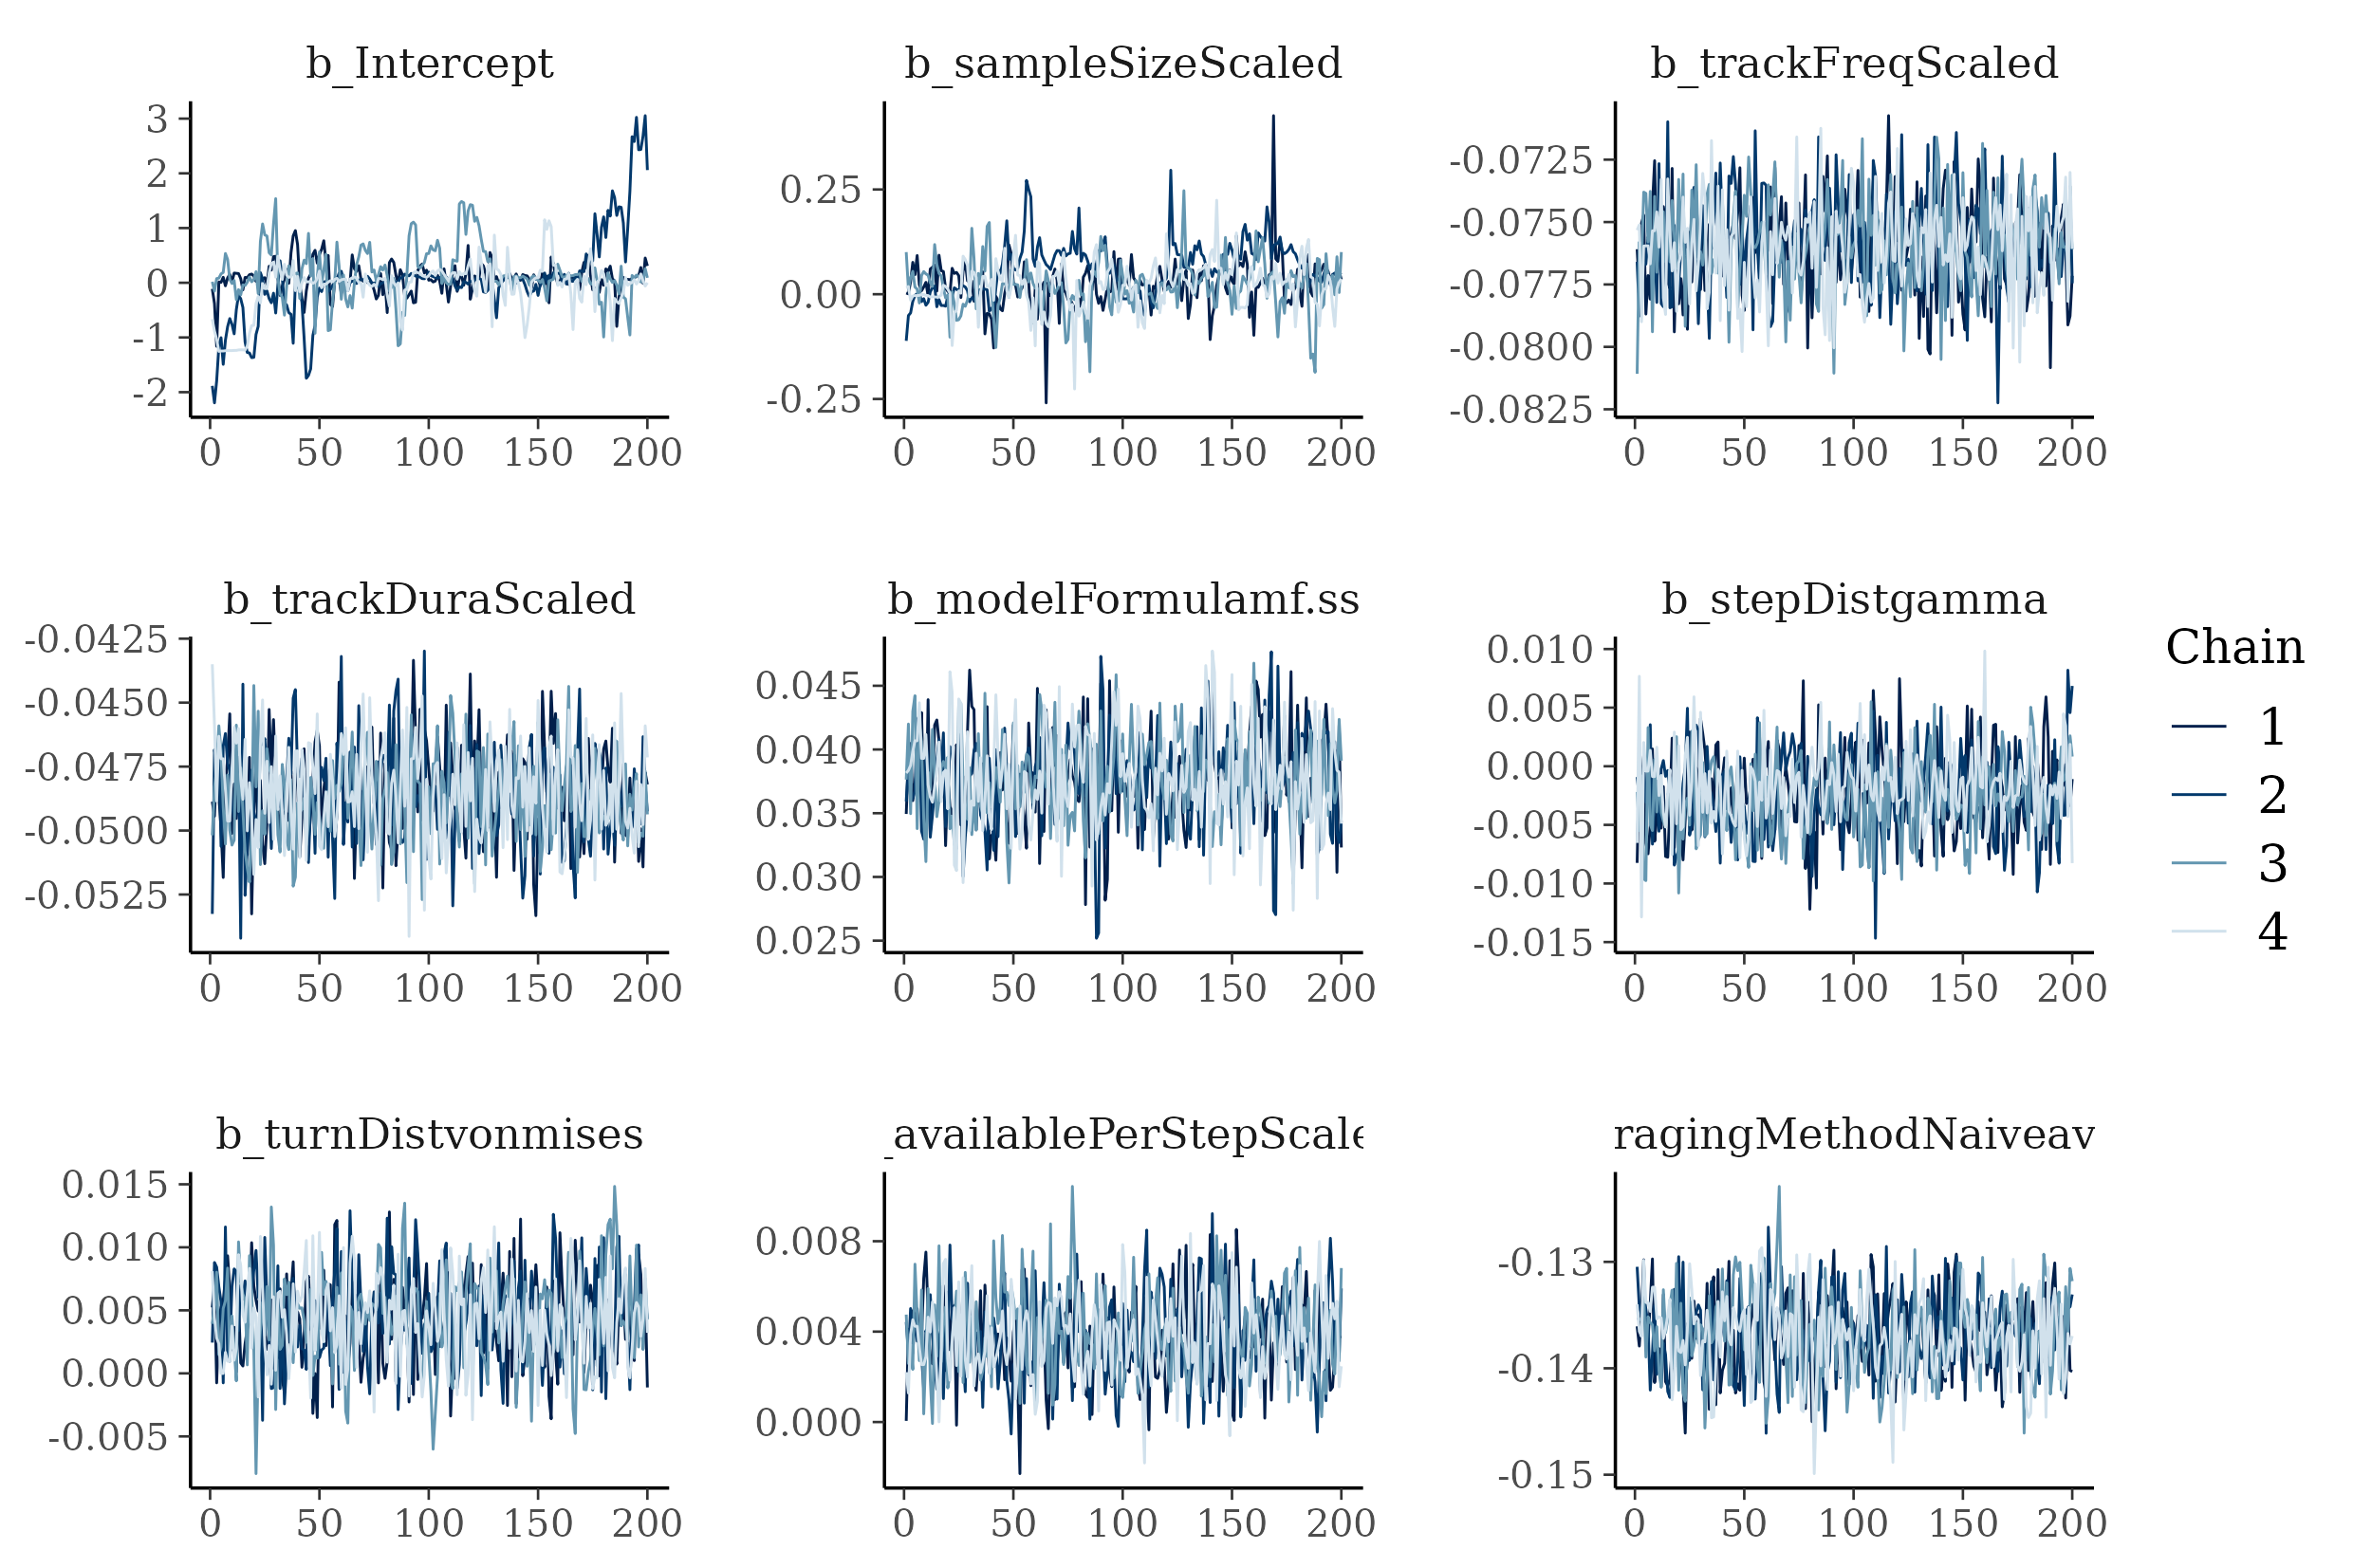 b_Intercept
b_sampleSizeScaled
b_trackFreqScaled
3
2
1
0
-1
-2
0 50 100 150 200
0.25
0.00
-0.25
0 50 100 150 200
-0.0725
-0.0750
-0.0775
-0.0800
-0.0825
0 50 100 150 200
b_trackDuraScaled
b_modelFormulamf.ss
b_stepDistgamma
-0.0425
-0.0450
-0.0475
-0.0500
-0.0525
0 50 100 150 200
0.045
0.040
0.035
0.030
0.025
0 50 100 150 200
0.010
0.005
0.000
-0.005
-0.010
-0.015
0 50 100 150 200
Chain
1
2
3
4
b_turnDistvonmises
_availablePerStepScale
ragingMethodNaiveav
0.015
0.010
0.005
0.000
-0.005
0 50 100 150 200
0.008
0.004
0.000
0 50 100 150 200
-0.13
-0.14
-0.15
0 50 100 150 200